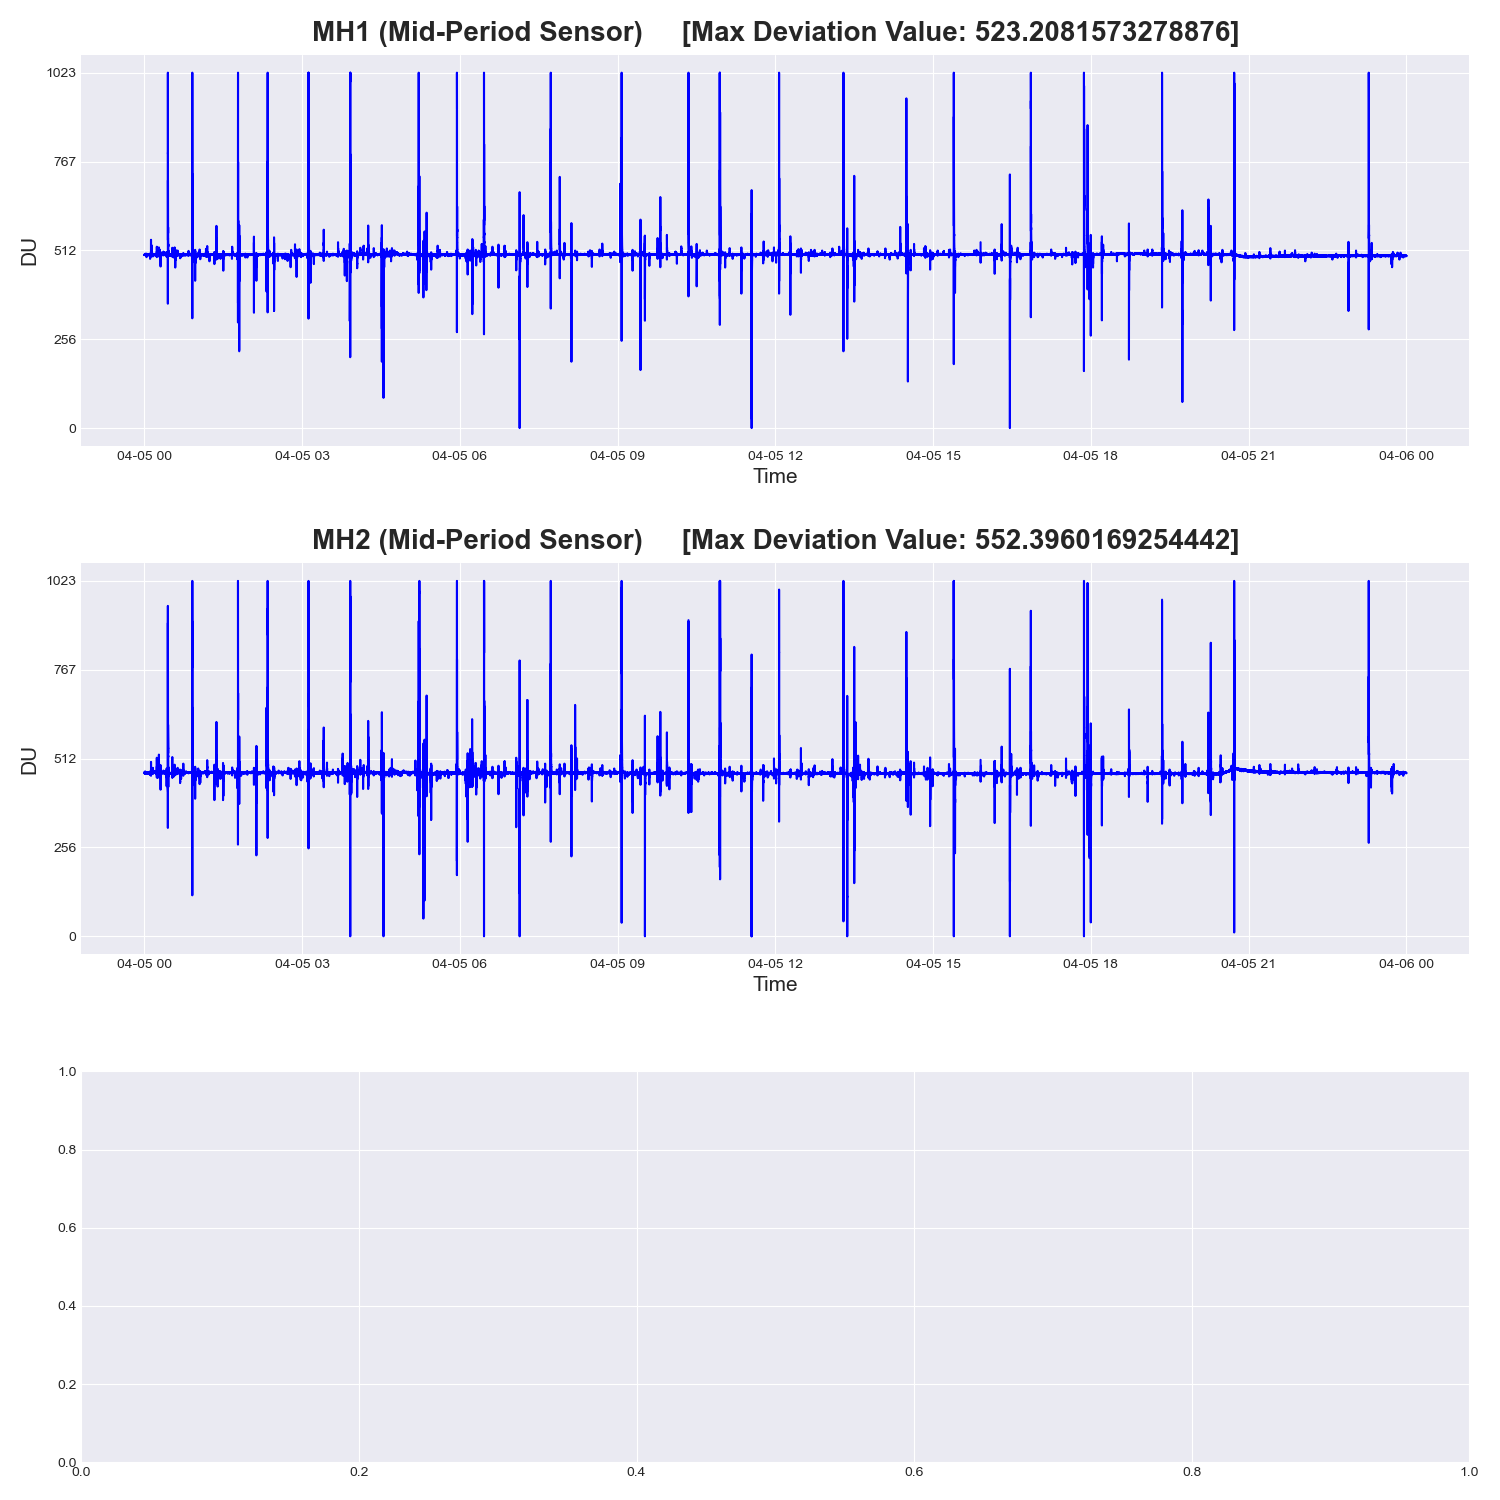 MH1 (Mid-Period Sensor) [Max Deviation Value: 523.2081573278876]
1023
767
512
256
0
DU
04-05 00 04-05 03 04-05 06 04-05 09 04-05 12 04-05 15 04-05 18 04-05 21 04-06 00
Time
MH2 (Mid-Period Sensor) [Max Deviation Value: 552.3960169254442]
1023
767
512
256
0
DU
04-05 00 04-05 03 04-05 06 04-05 09 04-05 12 04-05 15 04-05 18 04-05 21 04-06 00
Time
1.0
0.8
0.6
0.4
0.2
0.0
0.0 0.2 0.4 0.6 0.8 1.0